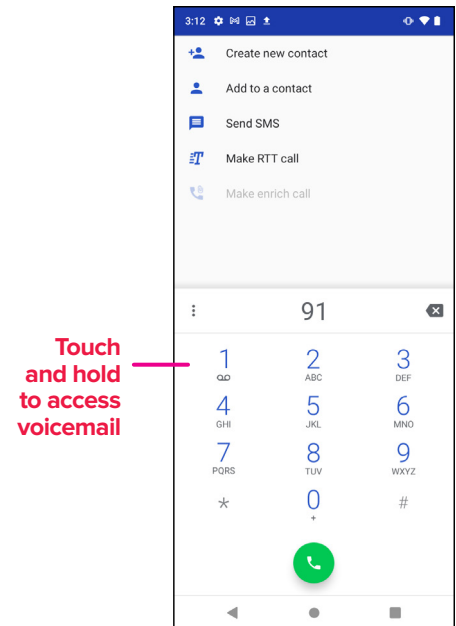 3:12
Create new contact
Add to a contact
Send SMS
Make RTT call
Make enrich call
91
Touch
and hold
to access
voicemail
1 2 3
ABC DEF
4 5 6
GHI JKL MNO
7 8 9
PQRS TUV WXYZ
* 0 #
+